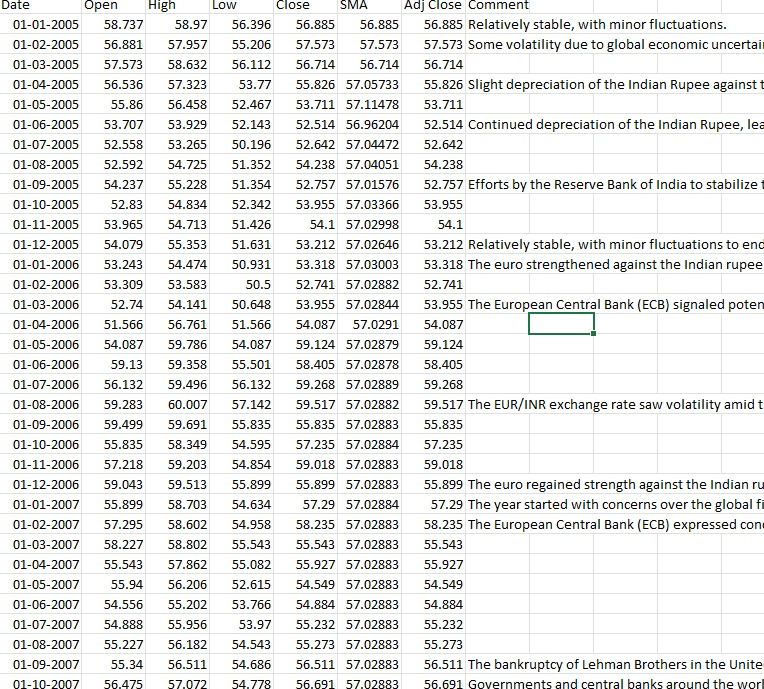 Date Open High Low Close SMA Adj Close Comment
01-01-2005 58.737 58.97 56.396 56.885 56.885 56.885 Relatively stable, with minor fluctuations.
01-02-2005 56.881 57.957 55.206 57.573 57.573 57.573 Some volatility due to global economic uncertai
01-03-2005 57.573 58.632 56.112 56.714 56.714 56.714
01-04-2005 56.536 57.323 53.77 55.826 57.05733 55.826 Slight depreciation of the Indian Rupee against t
01-05-2005 55.86 56.458 52.467 53.711 57.11478 53.711
01-06-2005 53.707 53.929 52.143 52.514 56.96204 52.514 Continued depreciation of the Indian Rupee, lea
01-07-2005 52.558 53.265 50.196 52.642 57.04472 52.642
01-08-2005 52.592 54.725 51.352 54.238 57.04051 54.238
01-09-2005 54.237 55.228 51.354 52.757 57.01576 52.757 Efforts by the Reserve Bank of India to stabilize t
01-10-2005 52.83 54.834 52.342 53.955 57.03366 53.955
01-11-2005 53.965 54.713 51.426 54.1 57.02998 54.1
01-12-2005 54.079 55.353 51.631 53.212 57.02646 53.212 Relatively stable, with minor fluctuations to end
01-01-2006 53.243 54.474 50.931 53.318 57.03003 53.318 The euro strengthened against the Indian rupee
01-02-2006 53.309 53.583 50.5 52.741 57.02882 52.741
01-03-2006 52.74 54.141 50.648 53.955 57.02844 53.955 The European Central Bank (ECB) signaled poten
01-04-2006 51.566 56.761 51.566 54.087 57.0291 54.087
01-05-2006 54.087 59.786 54.087 59.124 57.02879 59.124
01-06-2006 59.13 59.358 55.501 58.405 57.02878 58.405
01-07-2006 56.132 59.496 56.132 59.268 57.02889 59.268
01-08-2006 59.283 60.007 57.142 59.517 57.02882 59.517 The EUR/INR exchange rate saw volatility amid t
01-09-2006 59.499 59.691 55.835 55.835 57.02883 55.835
01-10-2006 55.835 58.349 54.595 57.235 57.02884 57.235
01-11-2006 57.218 59.203 54.854 59.018 57.02883 59.018
01-12-2006 59.043 59.513 55.899 55.899 57.02883 55.899 The euro regained strength against the Indian ru
01-01-2007 55.899 58.703 54.634 57.29 57.02884 57.29 The year started with concerns over the global fi
01-02-2007 57.295 58.602 54.958 58.235 57.02883 58.235 The European Central Bank (ECB) expressed con
01-03-2007 58.227 58.802 55.543 55.543 57.02883 55.543
01-04-2007 55.543 57.862 55.082 55.927 57.02883 55.927
01-05-2007 55.94 56.206 52.615 54.549 57.02883 54.549
01-06-2007 54.556 55.202 53.766 54.884 57.02883 54.884
01-07-2007 54.888 55.956 53.97 55.232 57.02883 55.232
01-08-2007 55.227 56.182 54.543 55.273 57.02883 55.273
01-09-2007 55.34 56.511 54.686 56.511 57.02883 56.511 The bankruptcy of Lehman Brothers in the Unite
01-10-2007 56.475 57.072 54.778 56.691 57.02883 56.691 Governments and central banks around the worl